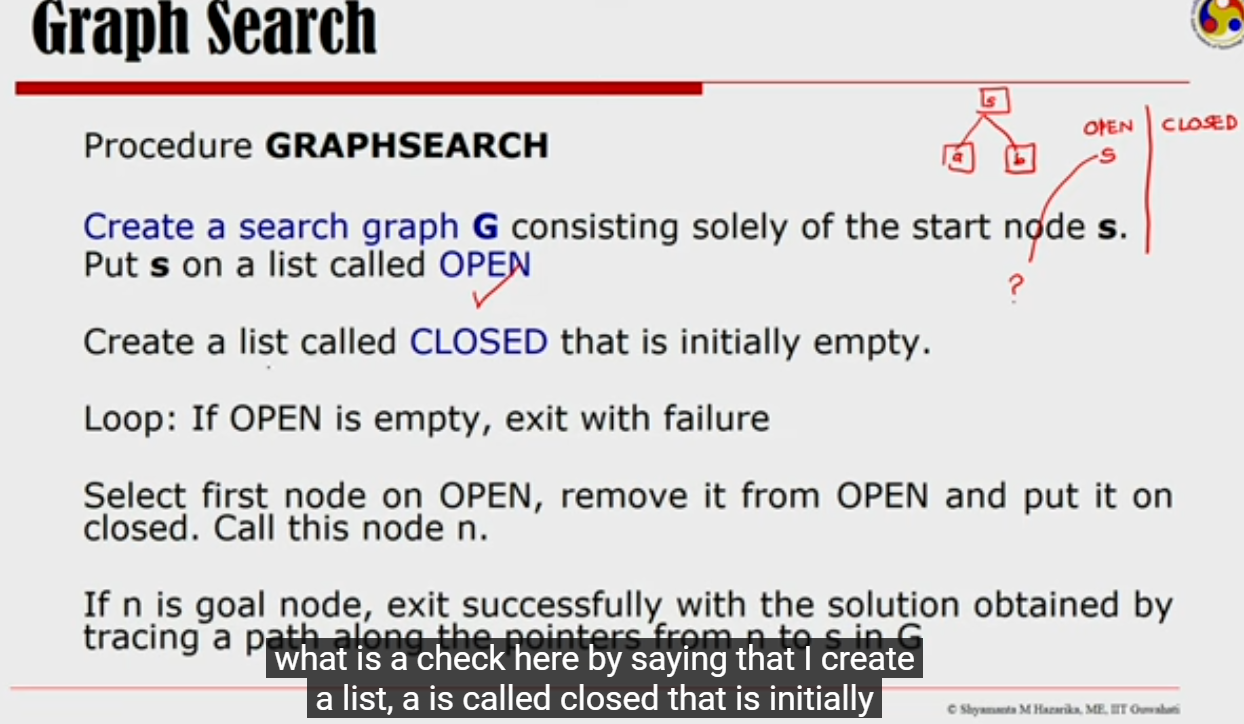 Graph Search
s
OPEN CLOSED
a b s
Procedure GRAPHSEARCH
Create a search graph G consisting solely of the start node s.
Put s on a list called OPEN
?
Create a list called CLOSED that is initially empty.
Loop: If OPEN is empty, exit with failure
Select first node on OPEN, remove it from OPEN and put it on
closed. Call this node n.
If n is goal node, exit successfully with the solution obtained by
tracing a path along the pointers from n to s in G
what is a check here by saying that I create
a list, a is called closed that is initially
© Shyamanta M Hazarika, ME, IIT Guwahati